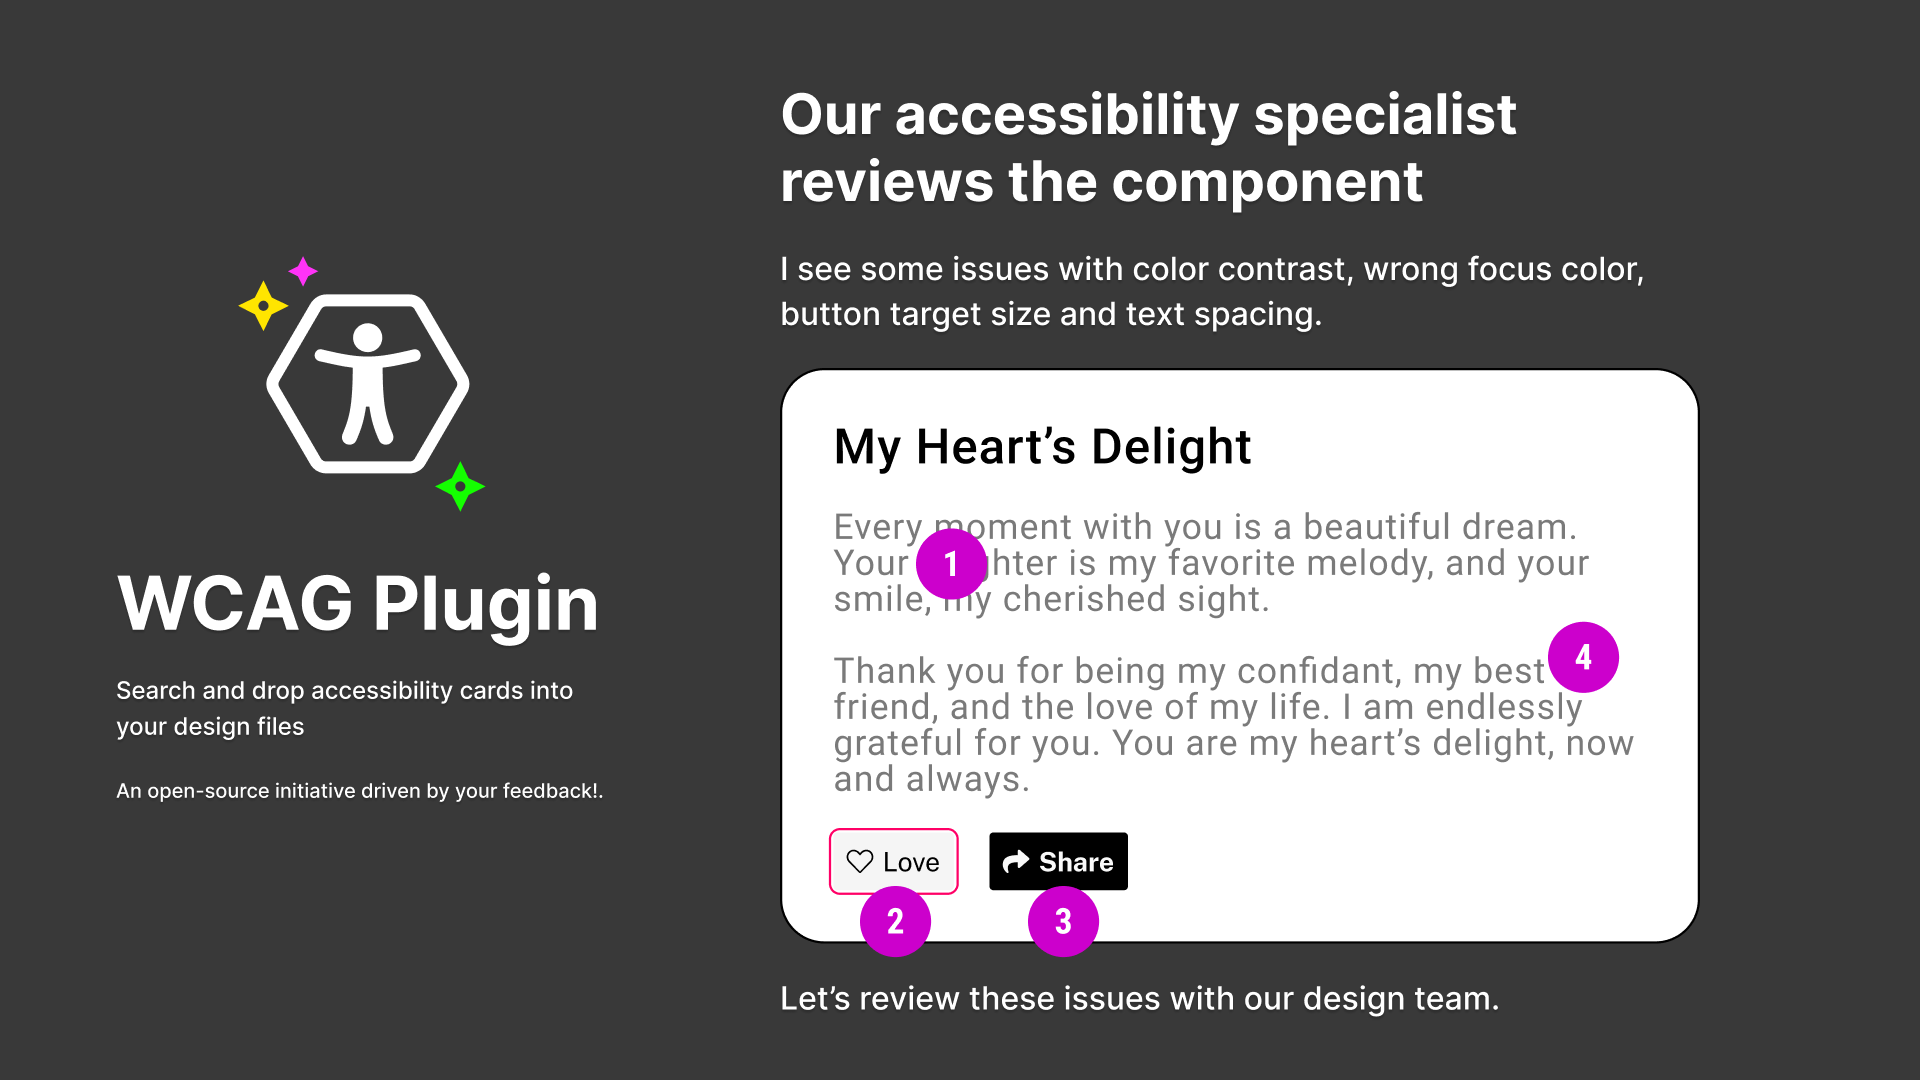 WCAG Plugin
Search and drop accessibility cards into
your design files
An open-source initiative driven by your feedback!.
Our accessibility specialist
reviews the component
I see some issues with color contrast, wrong focus color,
button target size and text spacing.
My Heart’s Delight
Every moment with you is a beautiful dream.
Your 1 is my favorite melody, and your
smile, my cherished sight.
4
Thank you for being my confidant, my best
friend, and the love of my life. I am endlessly
grateful for you. You are my heart’s delight, now
and always.
Love
Share
2
3
Let’s review these issues with our design team.